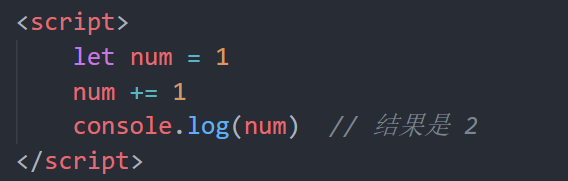 <script>
let num = 1
num += 1
console.log(num)  // 结果是 2
</script>